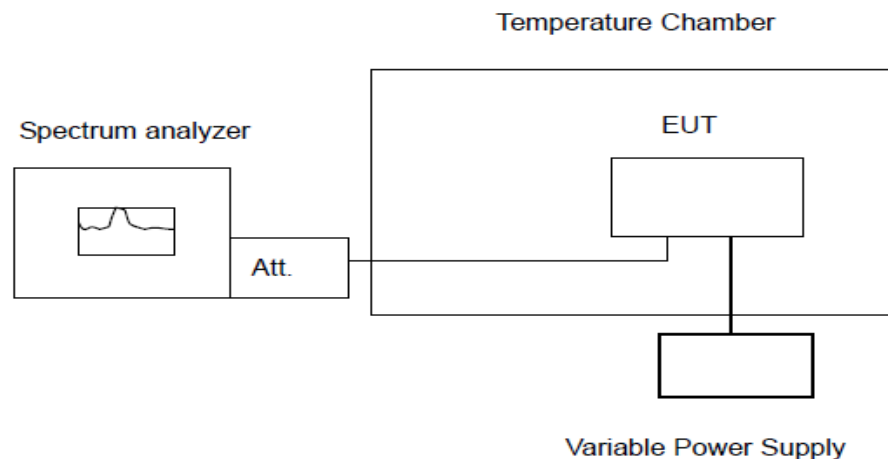 Temperature Chamber
Spectrum analyzer
EUT
Att.
Variable Power Supply